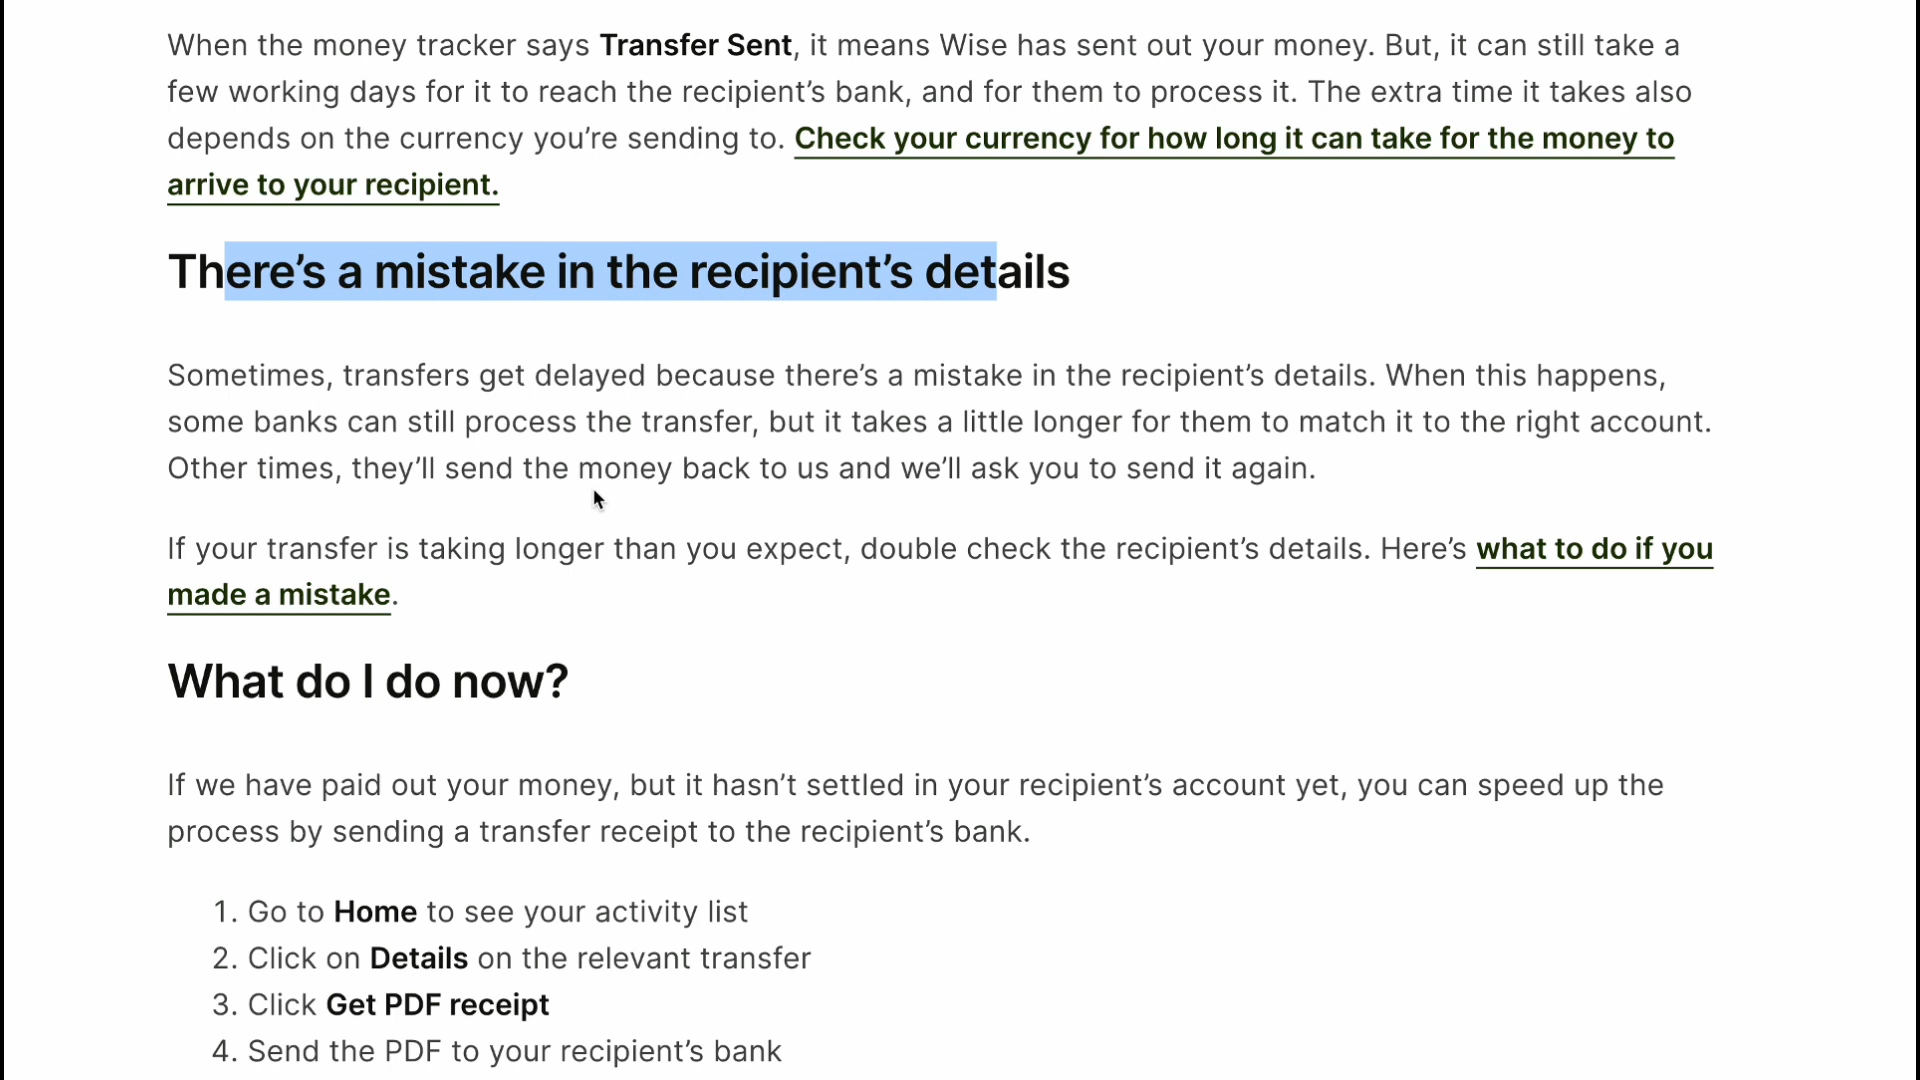 When the money tracker says Transfer Sent, it means Wise has sent out your money. But, it can still take a
few working days for it to reach the recipient’s bank, and for them to process it. The extra time it takes also
depends on the currency you’re sending to. Check your currency for how long it can take for the money to
arrive to your recipient.
There’s a mistake in the recipient’s details
Sometimes, transfers get delayed because there’s a mistake in the recipient’s details. When this happens,
some banks can still process the transfer, but it takes a little longer for them to match it to the right account.
Other times, they’ll send the money back to us and we’ll ask you to send it again.
If your transfer is taking longer than you expect, double check the recipient’s details. Here’s what to do if you
made a mistake.
What do I do now?
If we have paid out your money, but it hasn’t settled in your recipient’s account yet, you can speed up the
process by sending a transfer receipt to the recipient’s bank.
1. Go to Home to see your activity list
2. Click on Details on the relevant transfer
3. Click Get PDF receipt
4. Send the PDF to your recipient’s bank